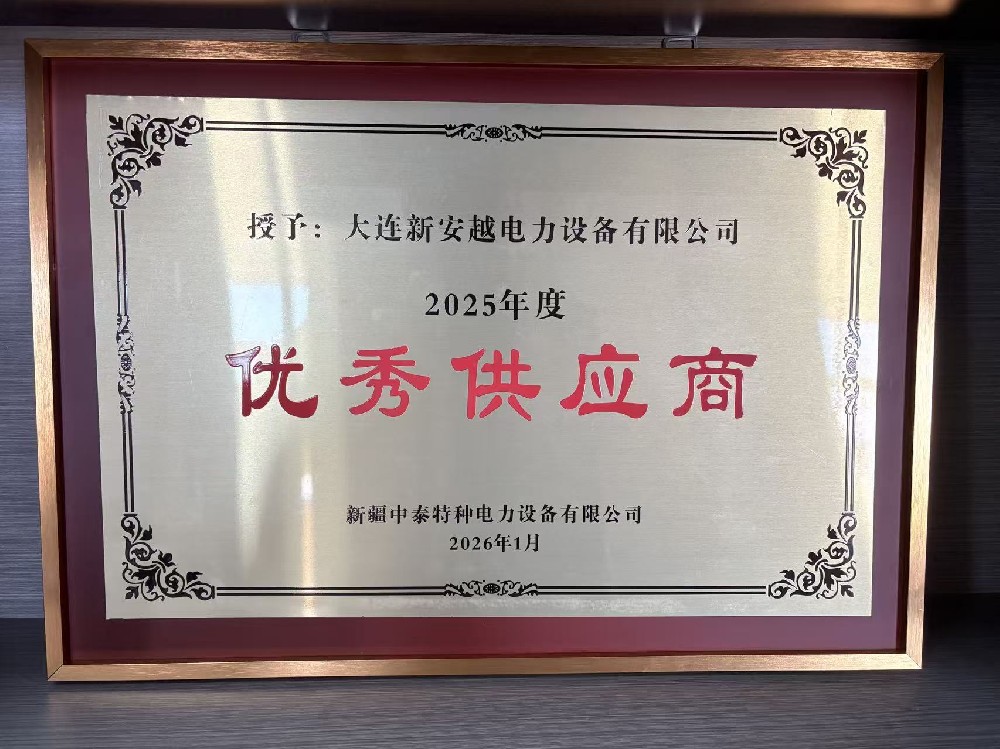 授予：大连新安越电力设备有限公司
2025年度
优秀供应商
新疆中泰特种电力设备有限公司
2026年1月